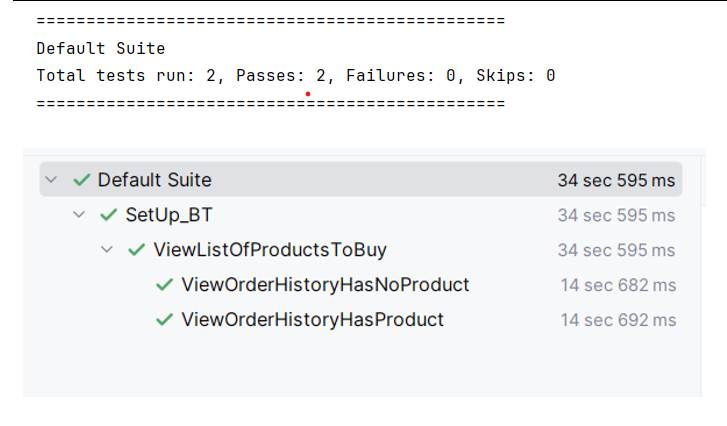 ===============================================
Default Suite
Total tests run: 2, Passes: 2, Failures: 0, Skips: 0
===============================================
Default Suite 34 sec 595 ms
SetUp_BT 34 sec 595 ms
ViewListOfProductsToBuy 34 sec 595 ms
ViewOrderHistoryHasNoProduct 14 sec 682 ms
ViewOrderHistoryHasProduct 14 sec 692 ms